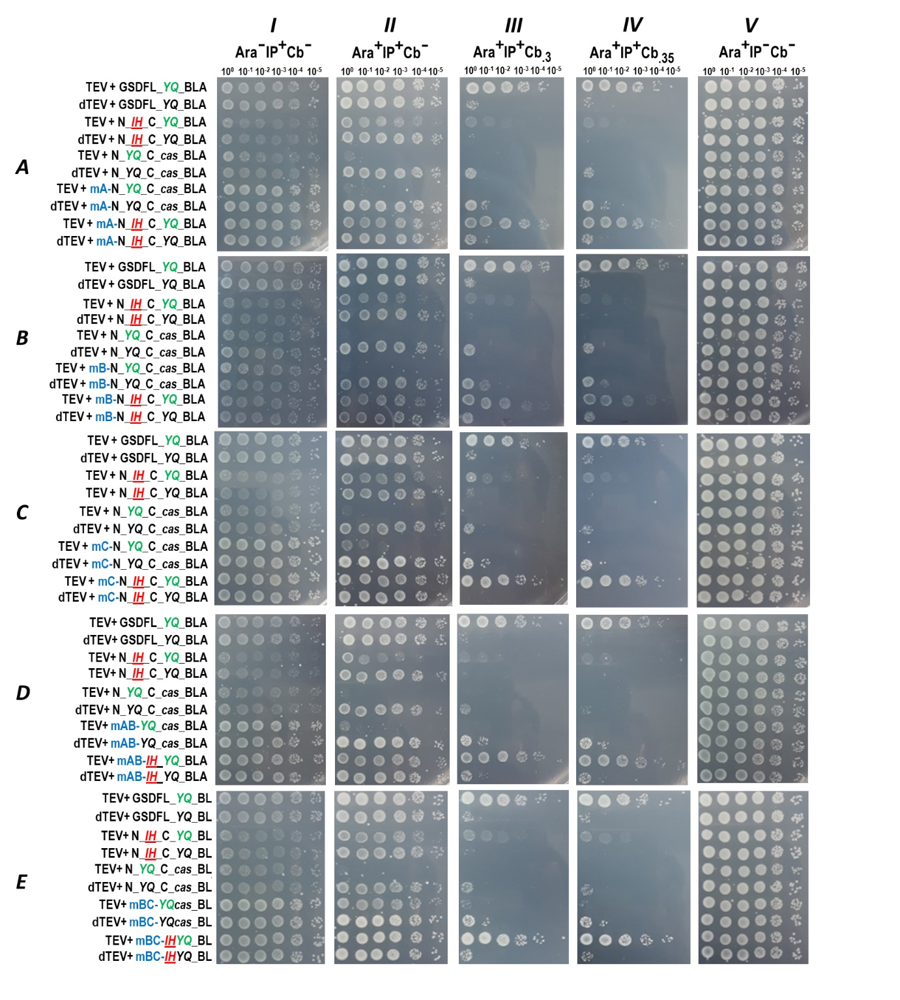 I II III IV V
Ara⁻IP⁺Cb⁻ Ara⁺IP⁺Cb⁻ Ara⁺IP⁺Cb.3 Ara⁺IP⁺Cb.35 Ara⁺IP⁻Cb⁻
10⁰ 10⁻¹ 10⁻² 10⁻³ 10⁻⁴ 10⁻⁵ 10⁰ 10⁻¹ 10⁻² 10⁻³ 10⁻⁴ 10⁻⁵ 10⁰ 10⁻¹ 10⁻² 10⁻³ 10⁻⁴ 10⁻⁵ 10⁰ 10⁻¹ 10⁻² 10⁻³ 10⁻⁴ 10⁻⁵ 10⁰ 10⁻¹ 10⁻² 10⁻³ 10⁻⁴ 10⁻⁵
A
TEV + GSDFL_YQ_BLA
dTEV + GSDFL_YQ_BLA
TEV + N_IH_C_YQ_BLA
dTEV + N_IH_C_YQ_BLA
TEV + N_YQ_C_cas_BLA
dTEV + N_YQ_C_cas_BLA
TEV + mA-N_YQ_C_cas_BLA
dTEV + mA-N_YQ_C_cas_BLA
TEV + mA-N_IH_C_YQ_BLA
dTEV + mA-N_IH_C_YQ_BLA
B
TEV + GSDFL_YQ_BLA
dTEV + GSDFL_YQ_BLA
TEV + N_IH_C_YQ_BLA
dTEV + N_IH_C_YQ_BLA
TEV + N_YQ_C_cas_BLA
dTEV + N_YQ_C_cas_BLA
TEV + mB-N_YQ_C_cas_BLA
dTEV + mB-N_YQ_C_cas_BLA
TEV + mB-N_IH_C_YQ_BLA
dTEV + mB-N_IH_C_YQ_BLA
C
TEV + GSDFL_YQ_BLA
dTEV + GSDFL_YQ_BLA
TEV + N_IH_C_YQ_BLA
TEV + N_IH_C_YQ_BLA
TEV + N_YQ_C_cas_BLA
dTEV + N_YQ_C_cas_BLA
TEV + mC-N_YQ_C_cas_BLA
dTEV + mC-N_YQ_C_cas_BLA
TEV + mC-N_IH_C_YQ_BLA
dTEV + mC-N_IH_C_YQ_BLA
D
TEV+ GSDFL_YQ_BLA
dTEV+ GSDFL_YQ_BLA
TEV+ N_IH_C_YQ_BLA
TEV+ N_IH_C_YQ_BLA
TEV+ N_YQ_C_cas_BLA
dTEV+ N_YQ_C_cas_BLA
TEV+ mAB-YQ_cas_BLA
dTEV+ mAB-YQ_cas_BLA
TEV+ mAB-IH_YQ_BLA
dTEV+ mAB-IH_YQ_BLA
E
TEV+ GSDFL_YQ_BL
dTEV+ GSDFL_YQ_BL
TEV+ N_IH_C_YQ_BL
TEV+ N_IH_C_YQ_BL
TEV+ N_YQ_C_cas_BL
dTEV+ N_YQ_C_cas_BL
TEV+ mBC-YQcas_BL
dTEV+ mBC-YQcas_BL
TEV+ mBC-IHYQ_BL
dTEV+ mBC-IHYQ_BL